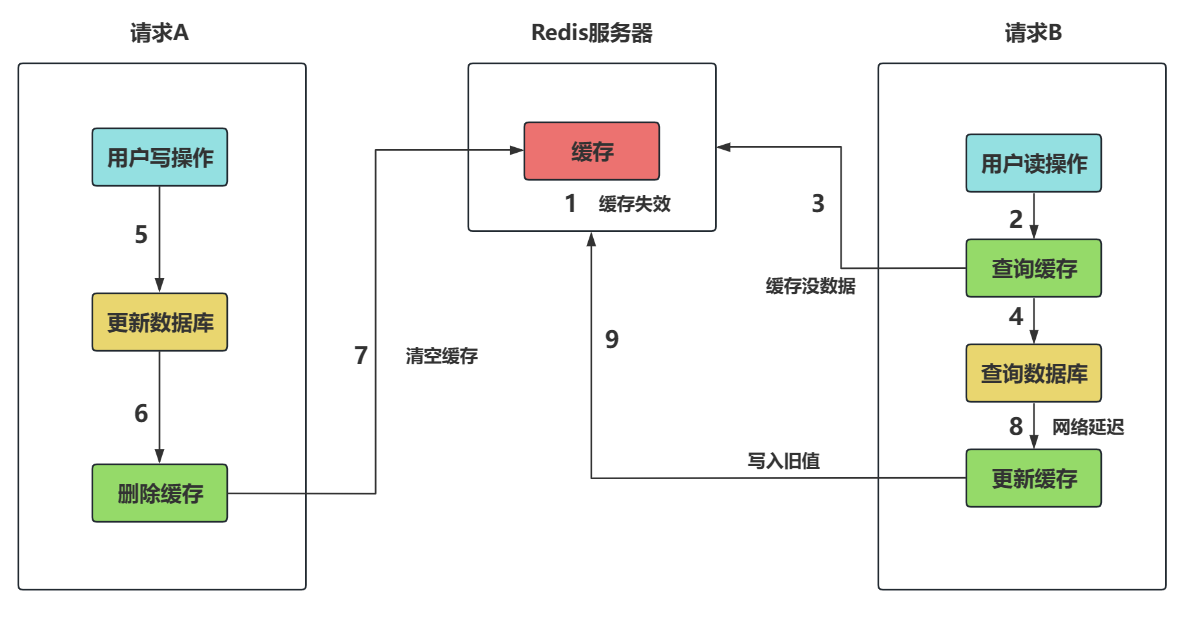 请求A
Redis服务器
请求B
用户写操作
缓存
用户读操作
1
缓存失效
3
2
5
查询缓存
缓存没数据
更新数据库
4
7
清空缓存
9
查询数据库
6
8
网络延迟
写入旧值
删除缓存
更新缓存